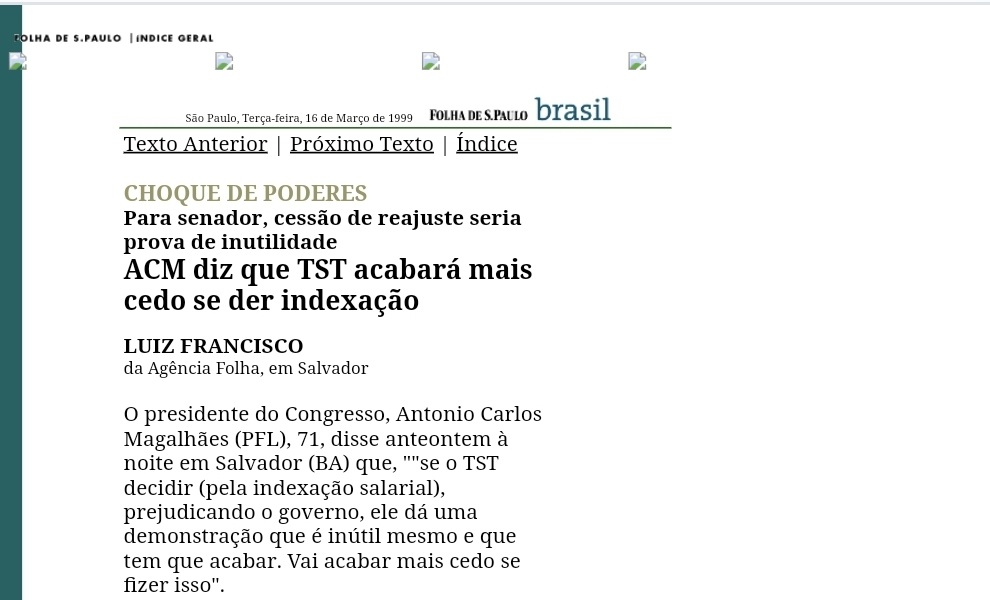 FOLHA DE S.PAULO | ÍNDICE GERAL
São Paulo, Terça-feira, 16 de Março de 1999 FOLHA DE S.PAULO brasil
Texto Anterior | Próximo Texto | Índice
CHOQUE DE PODERES
Para senador, cessão de reajuste seria
prova de inutilidade
ACM diz que TST acabará mais
cedo se der indexação
LUIZ FRANCISCO
da Agência Folha, em Salvador
O presidente do Congresso, Antonio Carlos
Magalhães (PFL), 71, disse anteontem à
noite em Salvador (BA) que, ""se o TST
decidir (pela indexação salarial),
prejudicando o governo, ele dá uma
demonstração que é inútil mesmo e que
tem que acabar. Vai acabar mais cedo se
fizer isso".